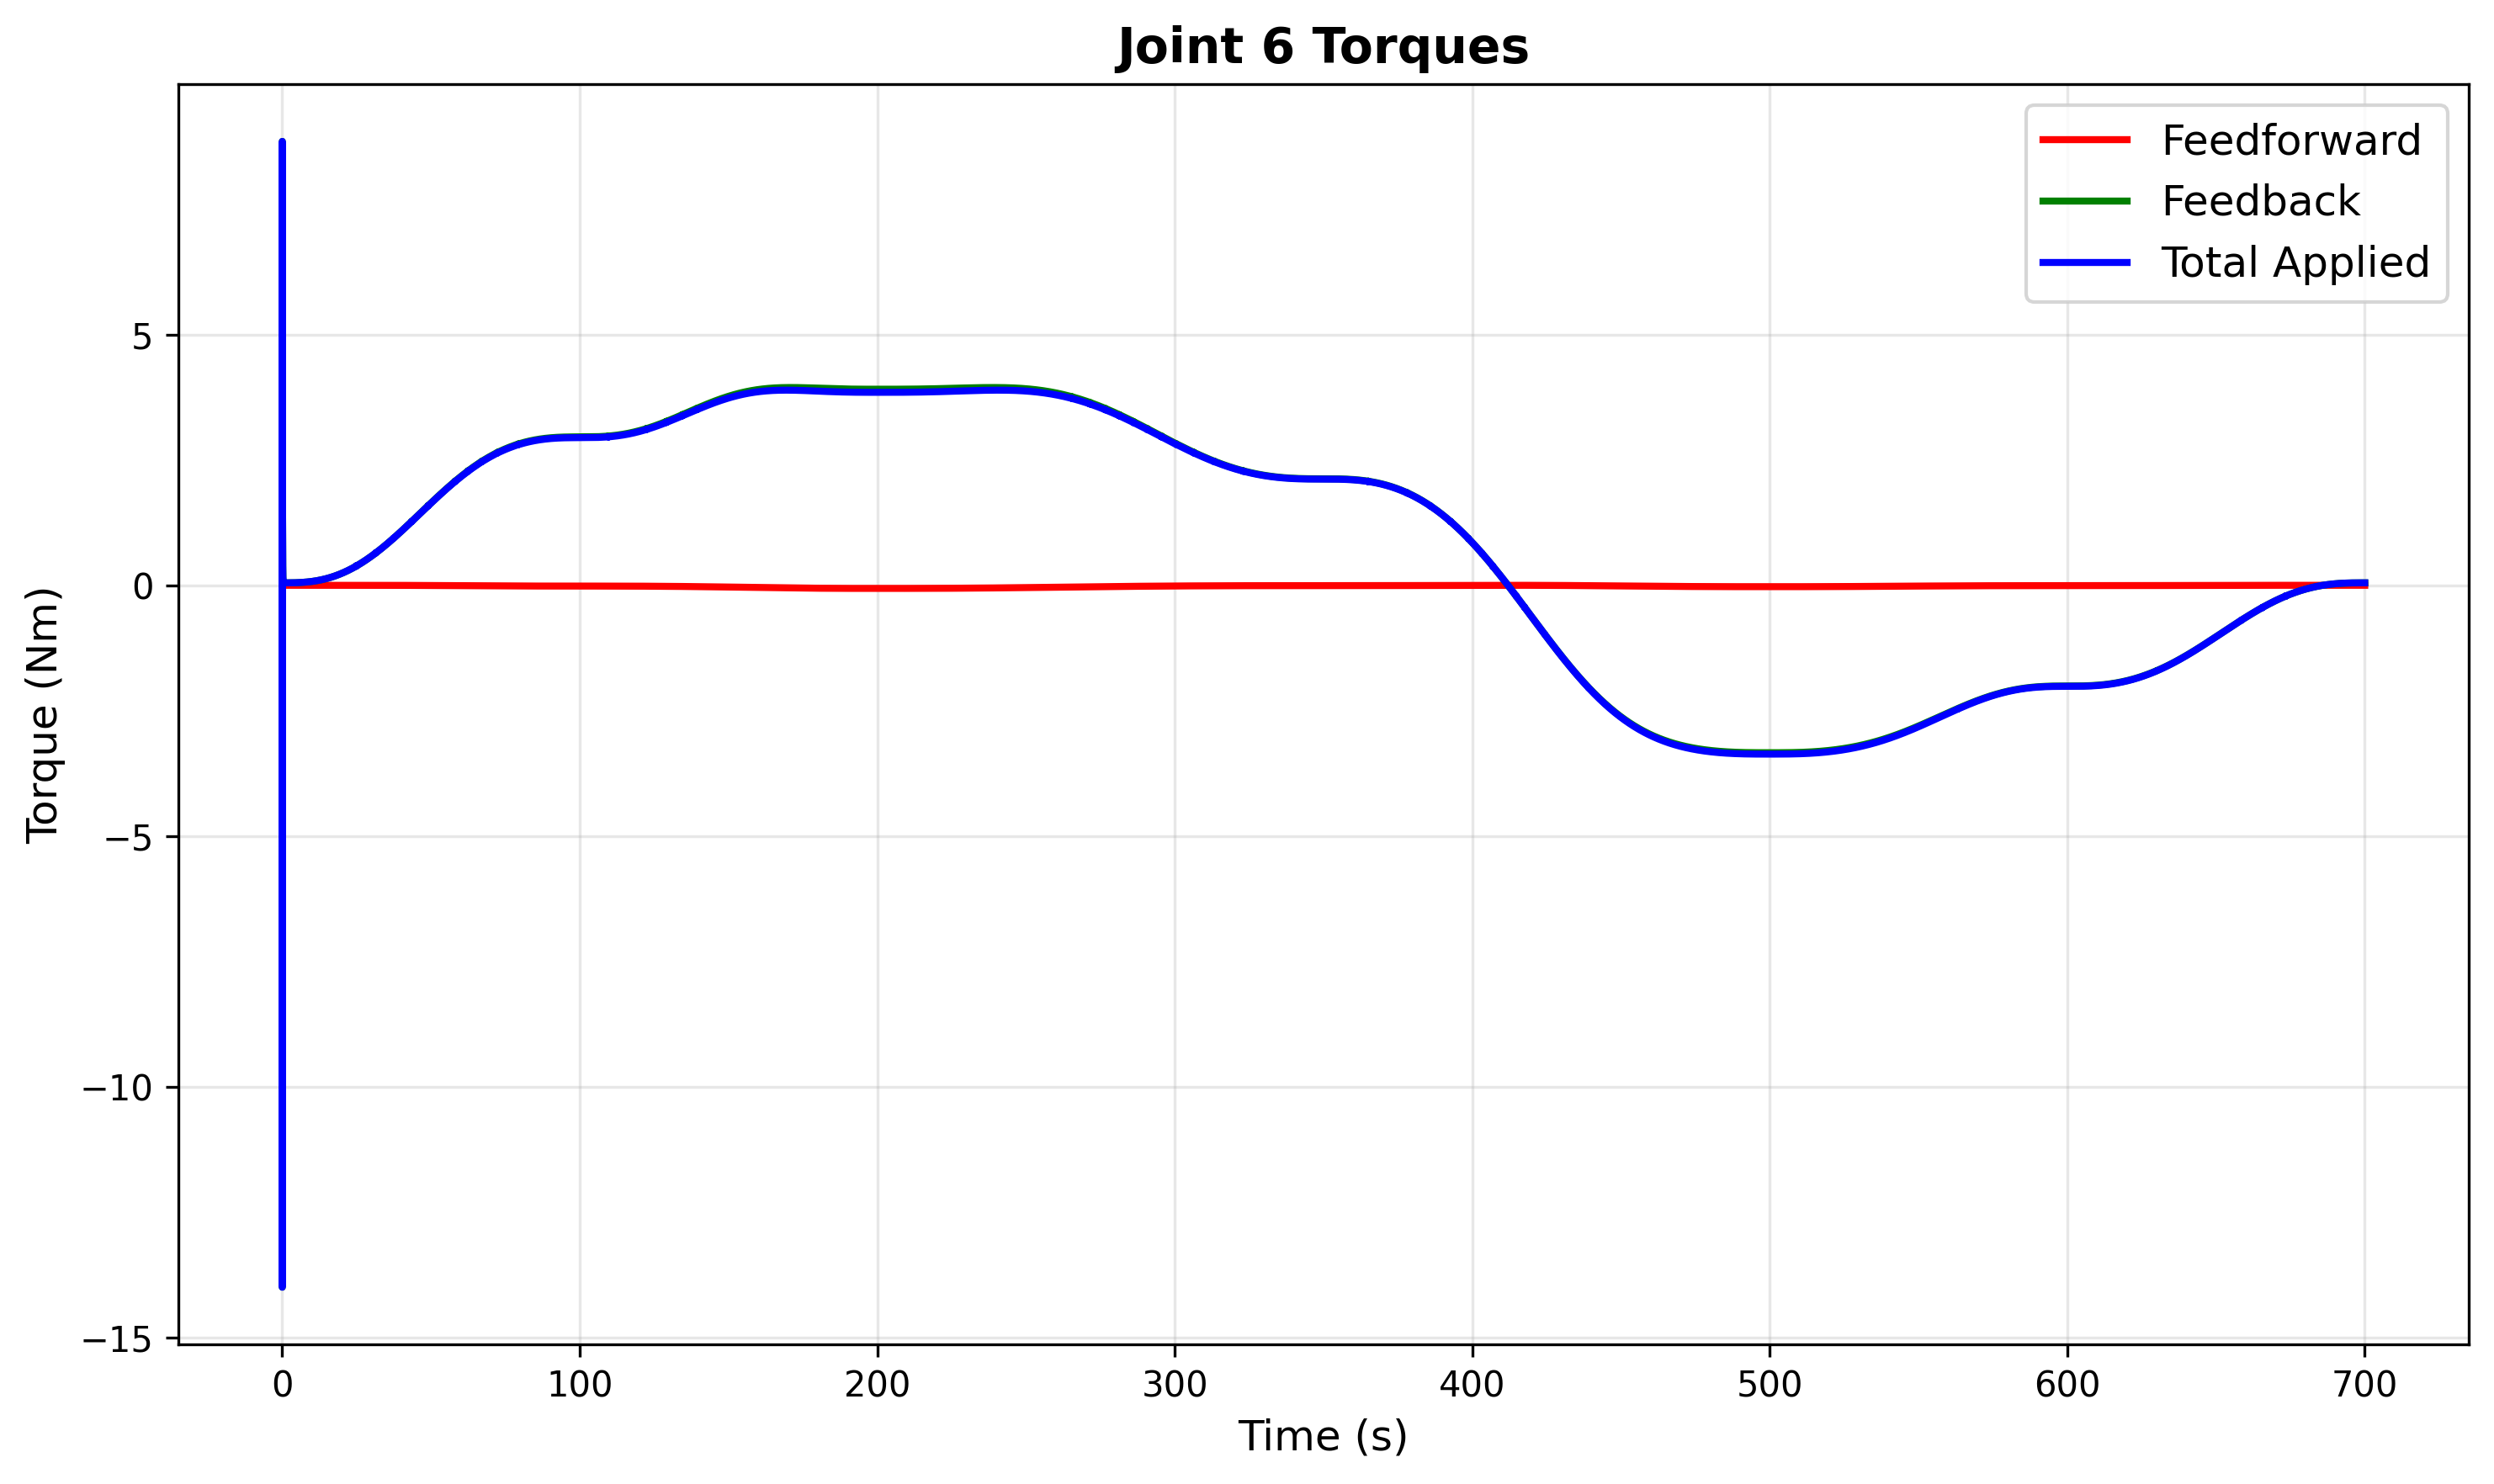 Joint 6 Torques
Feedforward
Feedback
Total Applied
Torque (Nm)
5
0
−5
−10
−15
0 100 200 300 400 500 600 700
Time (s)